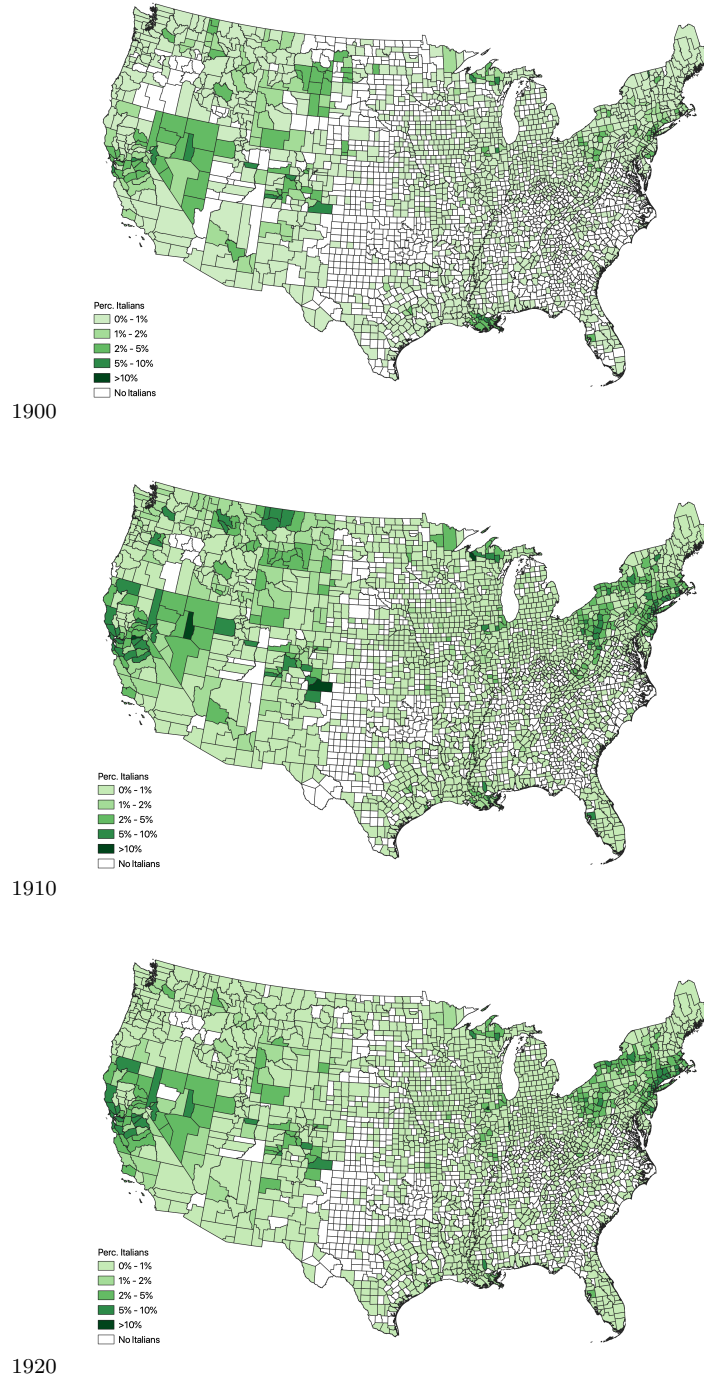 Perc. Italians
0% - 1%
1% - 2%
2% - 5%
5% - 10%
>10%
No Italians
1900
Perc. Italians
0% - 1%
1% - 2%
2% - 5%
5% - 10%
>10%
No Italians
1910
Perc. Italians
0% - 1%
1% - 2%
2% - 5%
5% - 10%
>10%
No Italians
1920